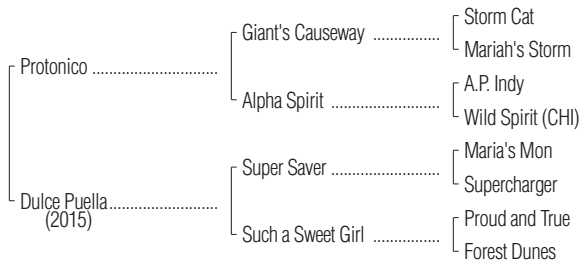 Storm Cat
Giant's Causeway ................
Mariah's Storm
Protonico ..............................
A.P. Indy
Alpha Spirit ..........................
Wild Spirit (CHI)
Maria's Mon
Super Saver ..........................
Supercharger
Dulce Puella..........................
(2015)
Proud and True
Such a Sweet Girl ................
Forest Dunes